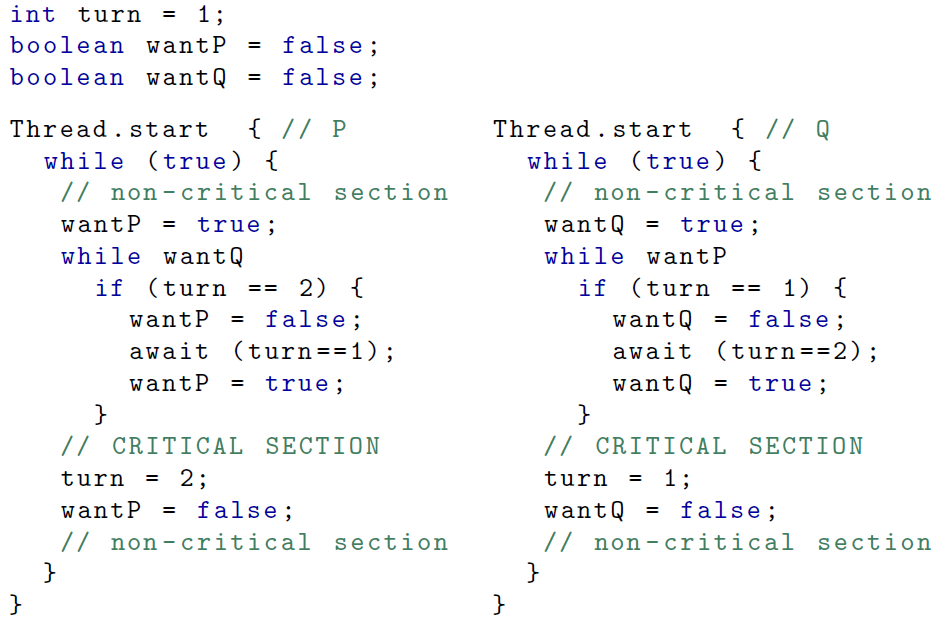 int turn = 1;
boolean wantP = false;
boolean wantQ = false;
Thread.start  { // P
  while (true) {
   // non-critical section
   wantP = true;
   while wantQ
     if (turn == 2) {
       wantP = false;
       await (turn==1);
       wantP = true;
     }
   // CRITICAL SECTION
   turn = 2;
   wantP = false;
   // non-critical section
  }
}
Thread.start  { // Q
  while (true) {
   // non-critical section
   wantQ = true;
   while wantP
     if (turn == 1) {
       wantQ = false;
       await (turn==2);
       wantQ = true;
     }
   // CRITICAL SECTION
   turn = 1;
   wantQ = false;
   // non-critical section
  }
}